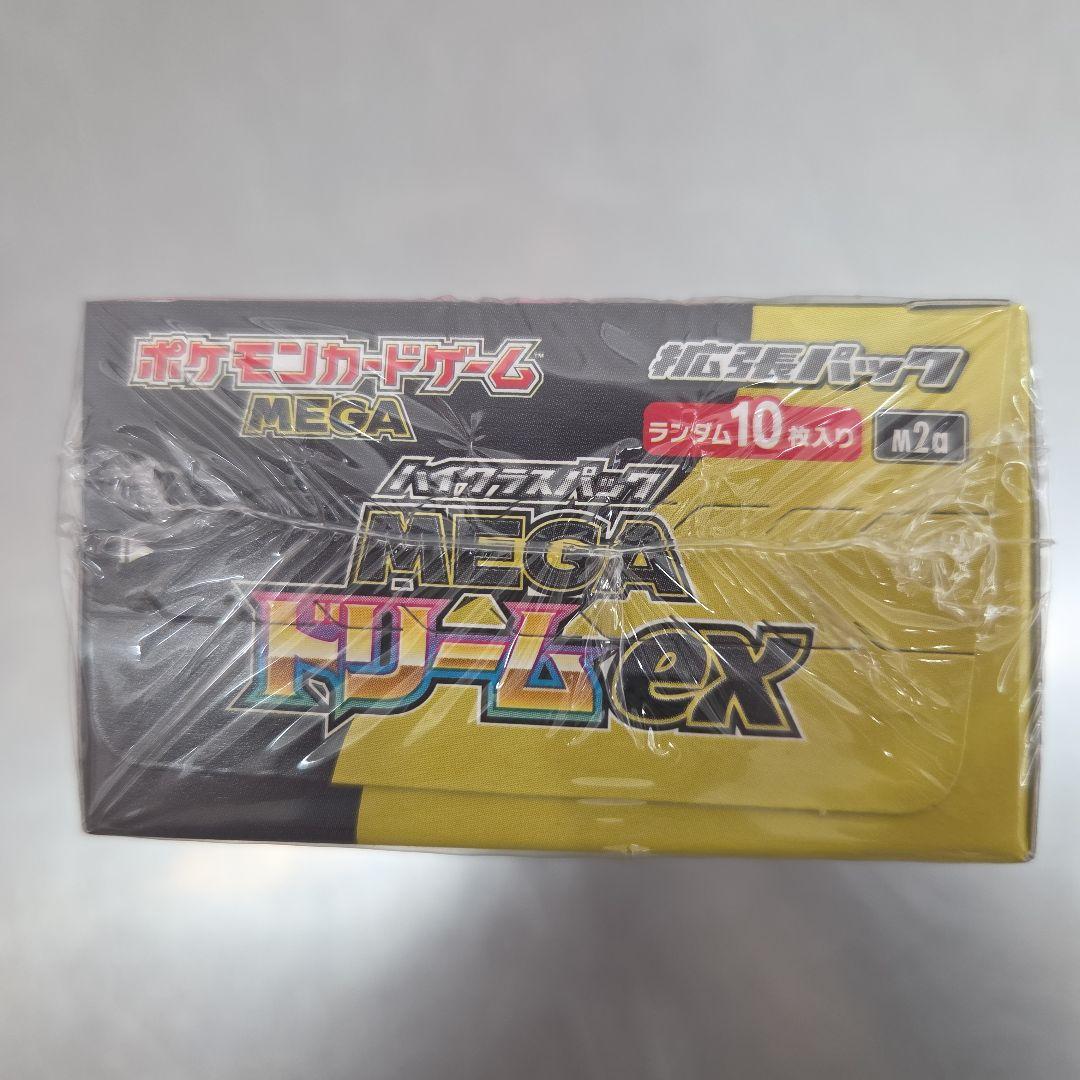 ポケモンカードゲーム™
MEGA
拡張パック
ランダム10枚入り
M2a
ハイクラスパック
MEGA
ドリームex